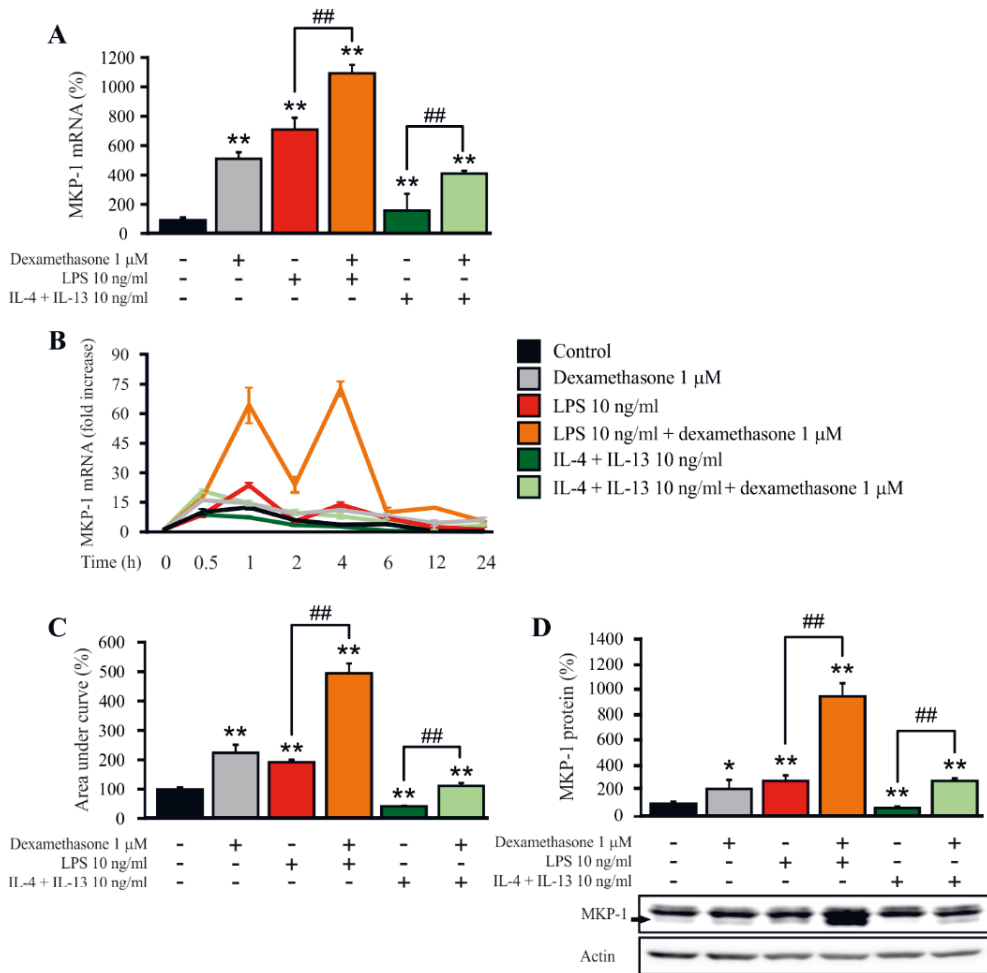 A
MKP-1 mRNA (%)
1200
1000
800
600
400
200
0
** ** ## ** ** ## **
Dexamethasone 1 μM - + - + - +
LPS 10 ng/ml - - + + - -
IL-4 + IL-13 10 ng/ml - - - - + +
B
MKP-1 mRNA (fold increase)
90
75
60
45
30
15
0
Time (h) 0 0.5 1 2 4 6 12 24
Control
Dexamethasone 1 μM
LPS 10 ng/ml
LPS 10 ng/ml + dexamethasone 1 μM
IL-4 + IL-13 10 ng/ml
IL-4 + IL-13 10 ng/ml + dexamethasone 1 μM
C
Area under curve (%)
600
500
400
300
200
100
0
** ** ## ** ** ## **
Dexamethasone 1 μM - + - + - +
LPS 10 ng/ml - - + + - -
IL-4 + IL-13 10 ng/ml - - - - + +
D
MKP-1 protein (%)
1400
1200
1000
800
600
400
200
0
* ** ## ** ** ## **
Dexamethasone 1 μM - + - + - +
LPS 10 ng/ml - - + + - -
IL-4 + IL-13 10 ng/ml - - - - + +
MKP-1
Actin